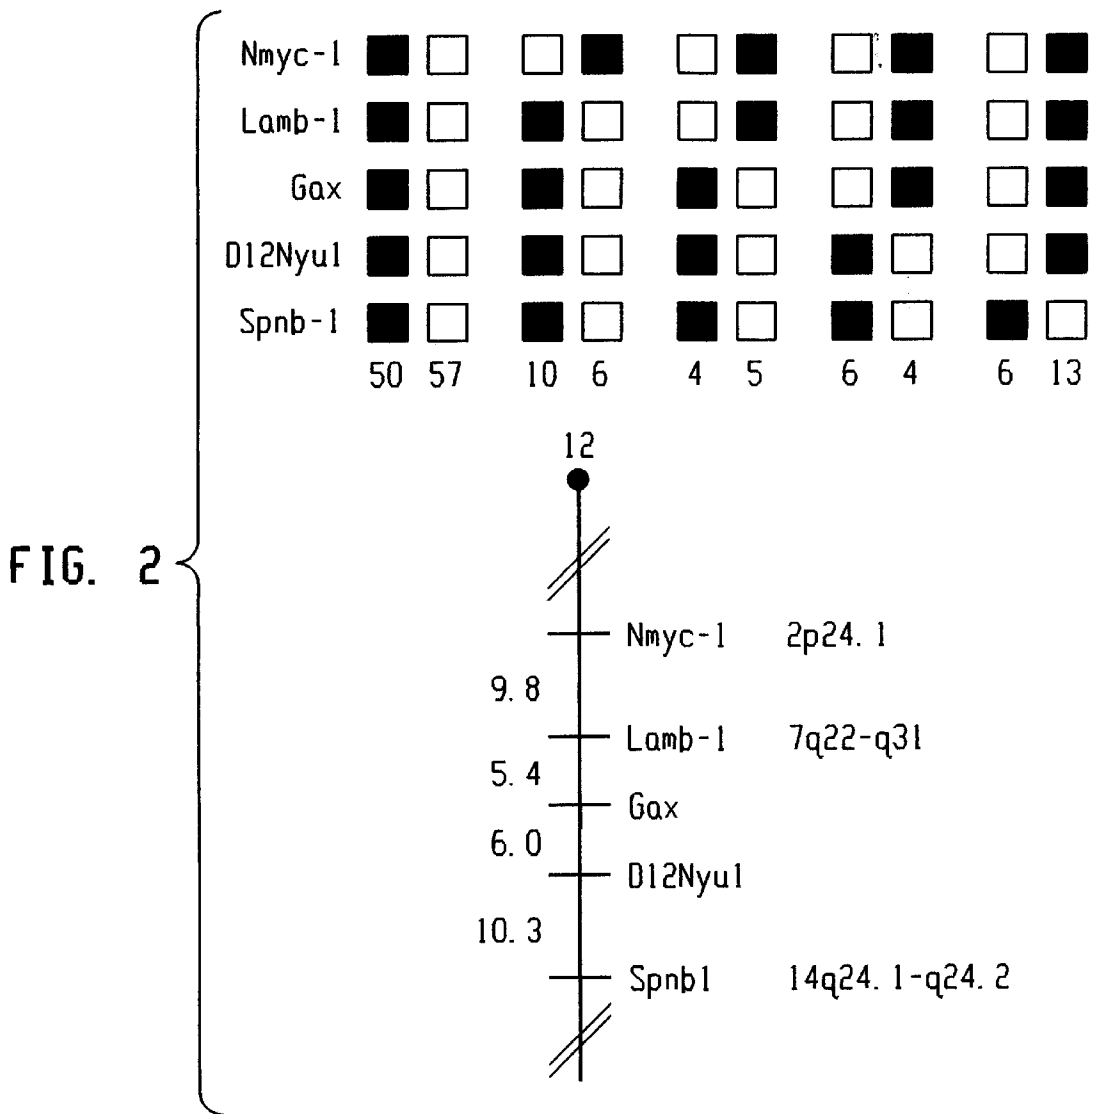 Nmyc-1
Lamb-1
Gax
D12Nyu1
Spnb-1
50 57 10 6 4 5 6 4 6 13
12
FIG. 2
Nmyc-1 2p24.1
9.8
Lamb-1 7q22-q31
5.4
Gax
6.0
D12Nyu1
10.3
Spnb1 14q24.1-q24.2